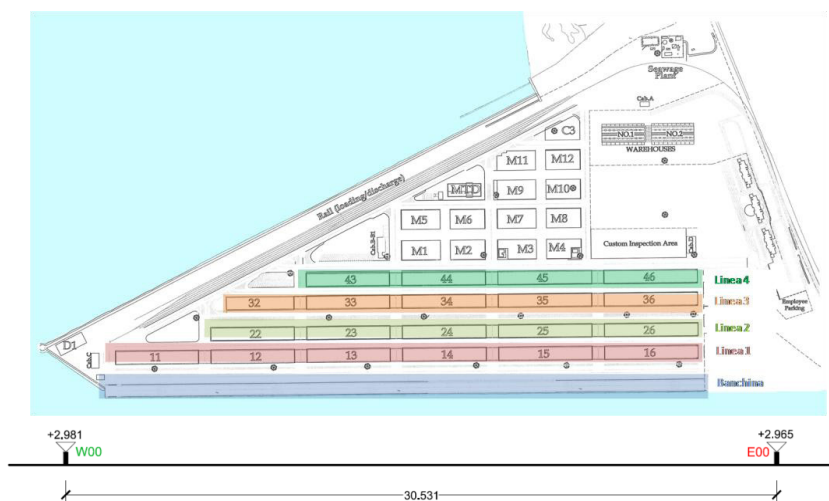 Sewage
Plant
Cab.A
C3
NO.1 NO.2
WAREHOUSES
M11 M12
M9 M10
Rail (loading/discharge)
M5 M6 M7 M8
M1 M2 M3 M4
Custom Inspection Area
43 44 45 46 Linea 4
32 33 34 35 36 Linea 3
Employee
Parking
22 23 24 25 26 Linea 2
D1
Cab.C
11 12 13 14 15 16 Linea 1
Banchina
+2.981 +2.965
W00 E00
30.531